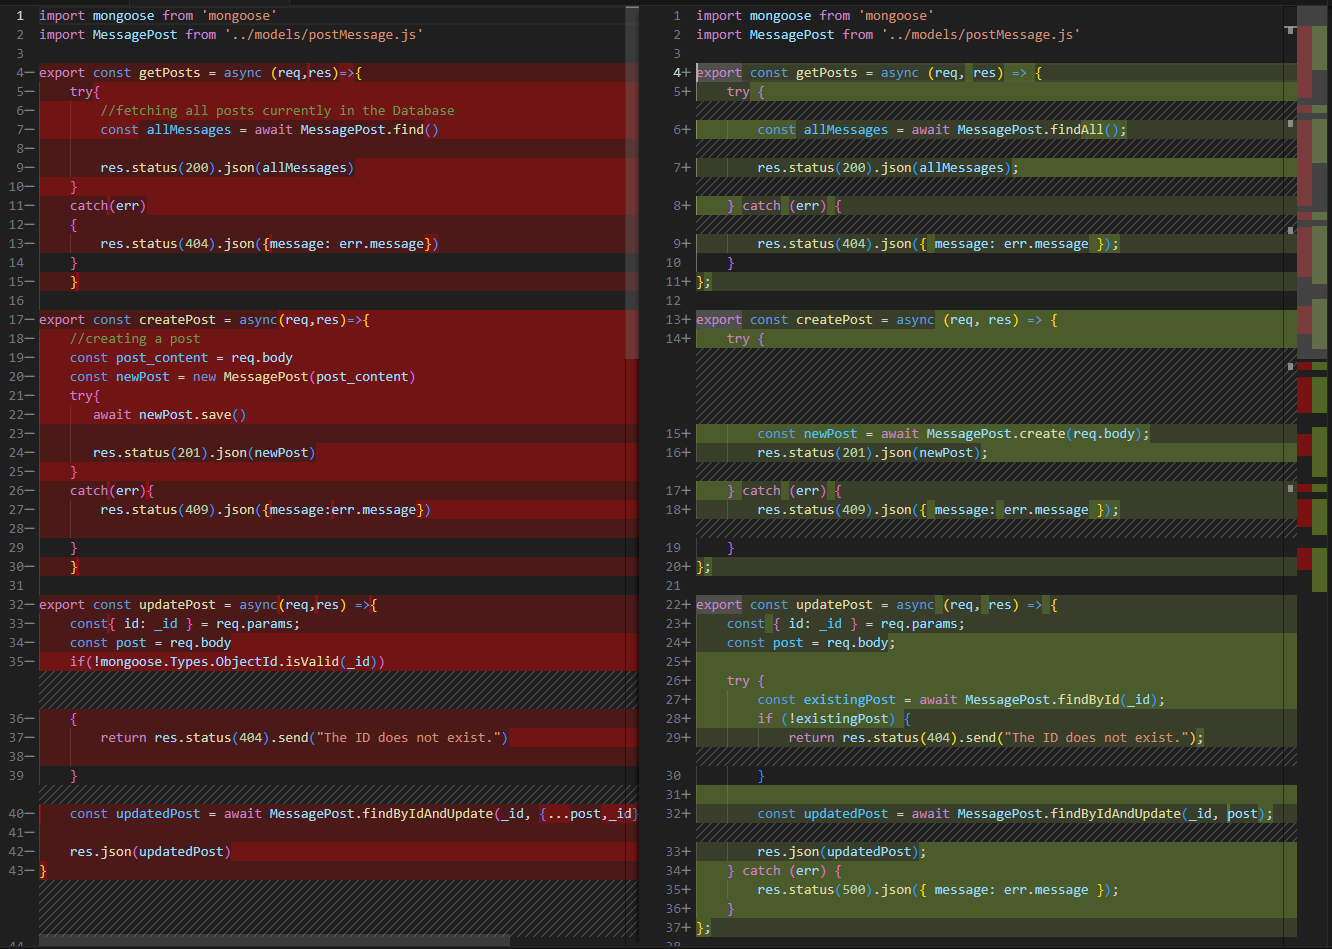 1 import mongoose from 'mongoose'
2 import MessagePost from '../models/postMessage.js'
3
4− export const getPosts = async (req,res)=>{
5− try{
6− //fetching all posts currently in the Database
7− const allMessages = await MessagePost.find()
8−
9− res.status(200).json(allMessages)
10− }
11− catch(err)
12− {
13− res.status(404).json({message: err.message})
14 }
15− }
16
17− export const createPost = async(req,res)=>{
18− //creating a post
19− const post_content = req.body
20− const newPost = new MessagePost(post_content)
21− try{
22− await newPost.save()
23−
24− res.status(201).json(newPost)
25− }
26− catch(err){
27− res.status(409).json({message:err.message})
28−
29 }
30− }
31
32− export const updatePost = async(req,res) =>{
33− const{ id: _id } = req.params;
34− const post = req.body
35− if(!mongoose.Types.ObjectId.isValid(_id))
36− {
37− return res.status(404).send("The ID does not exist.")
38−
39 }
40− const updatedPost = await MessagePost.findByIdAndUpdate(_id, {...post,_id}
41−
42− res.json(updatedPost)
43− }
44
1 import mongoose from 'mongoose'
2 import MessagePost from '../models/postMessage.js'
3
4+ export const getPosts = async (req, res) => {
5+ try {
6+ const allMessages = await MessagePost.findAll();
7+ res.status(200).json(allMessages);
8+ } catch (err) {
9+ res.status(404).json({ message: err.message });
10 }
11+ };
12
13+ export const createPost = async (req, res) => {
14+ try {
15+ const newPost = await MessagePost.create(req.body);
16+ res.status(201).json(newPost);
17+ } catch (err) {
18+ res.status(409).json({ message: err.message });
19 }
20+ };
21
22+ export const updatePost = async (req, res) => {
23+ const { id: _id } = req.params;
24+ const post = req.body;
25+
26+ try {
27+ const existingPost = await MessagePost.findById(_id);
28+ if (!existingPost) {
29+ return res.status(404).send("The ID does not exist.");
30 }
31+
32+ const updatedPost = await MessagePost.findByIdAndUpdate(_id, post);
33+ res.json(updatedPost);
34+ } catch (err) {
35+ res.status(500).json({ message: err.message });
36+ }
37+ };
38